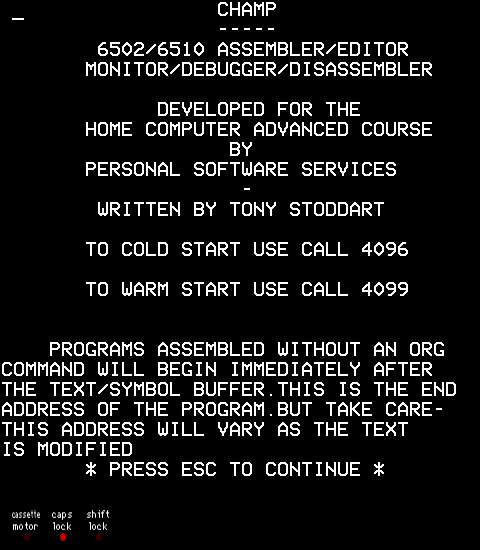 CHAMP
-----
6502/6510 ASSEMBLER/EDITOR
MONITOR/DEBUGGER/DISASSEMBLER
DEVELOPED FOR THE
HOME COMPUTER ADVANCED COURSE
BY
PERSONAL SOFTWARE SERVICES
-
WRITTEN BY TONY STODDART
TO COLD START USE CALL 4096
TO WARM START USE CALL 4099
PROGRAMS ASSEMBLED WITHOUT AN ORG
COMMAND WILL BEGIN IMMEDIATELY AFTER
THE TEXT/SYMBOL BUFFER.THIS IS THE END
ADDRESS OF THE PROGRAM.BUT TAKE CARE-
THIS ADDRESS WILL VARY AS THE TEXT
IS MODIFIED
* PRESS ESC TO CONTINUE *
cassette motor
caps lock
shift lock